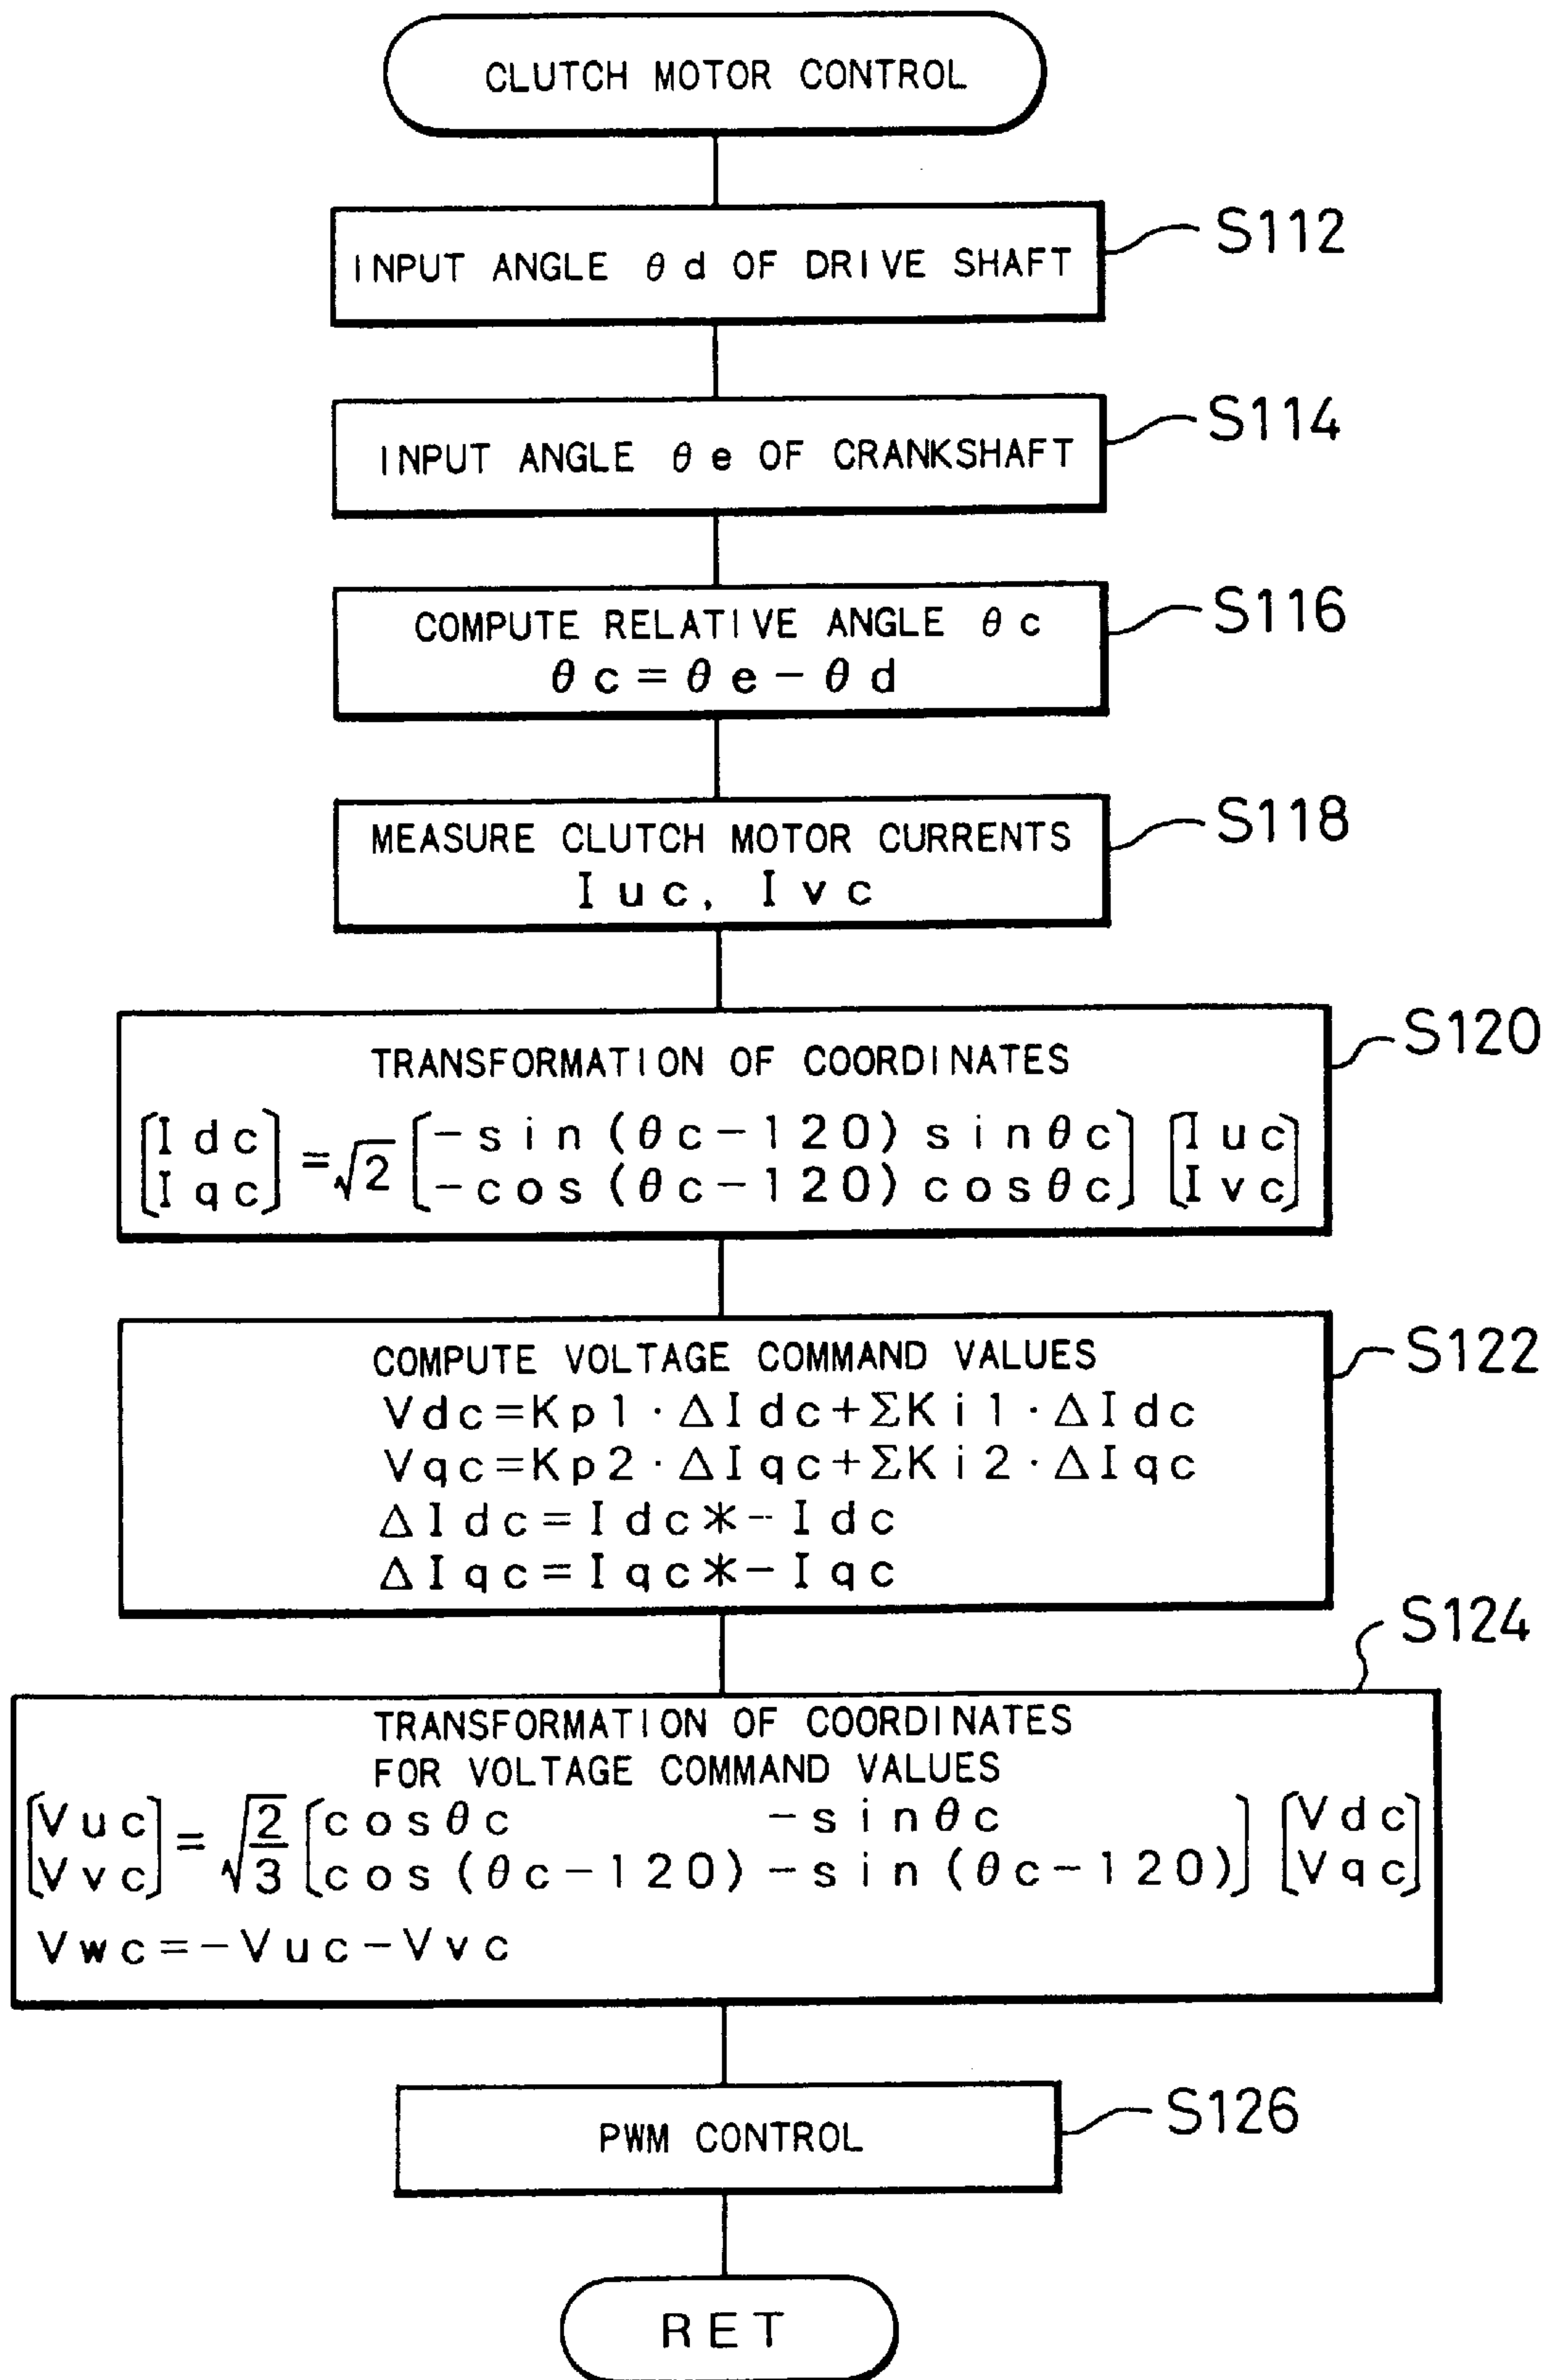 CLUTCH MOTOR CONTROL
INPUT ANGLE θd OF DRIVE SHAFT
S112
INPUT ANGLE θe OF CRANKSHAFT
S114
COMPUTE RELATIVE ANGLE θc
θc=θe-θd
S116
MEASURE CLUTCH MOTOR CURRENTS
Iuc, Ivc
S118
TRANSFORMATION OF COORDINATES
S120
[Idc Iqc] = √2 [-sin(θc-120) sinθc -cos(θc-120) cosθc] [Iuc Ivc]
COMPUTE VOLTAGE COMMAND VALUES
S122
Vdc=Kp1·ΔIdc+ΣKi1·ΔIdc
Vqc=Kp2·ΔIqc+ΣKi2·ΔIqc
ΔIdc=Idc*-Idc
ΔIqc=Iqc*-Iqc
S124
TRANSFORMATION OF COORDINATES
FOR VOLTAGE COMMAND VALUES
[Vuc Vvc] = √2/3 [cosθc -sinθc cos(θc-120) -sin(θc-120)] [Vdc Vqc]
Vwc=-Vuc-Vvc
PWM CONTROL
S126
RET